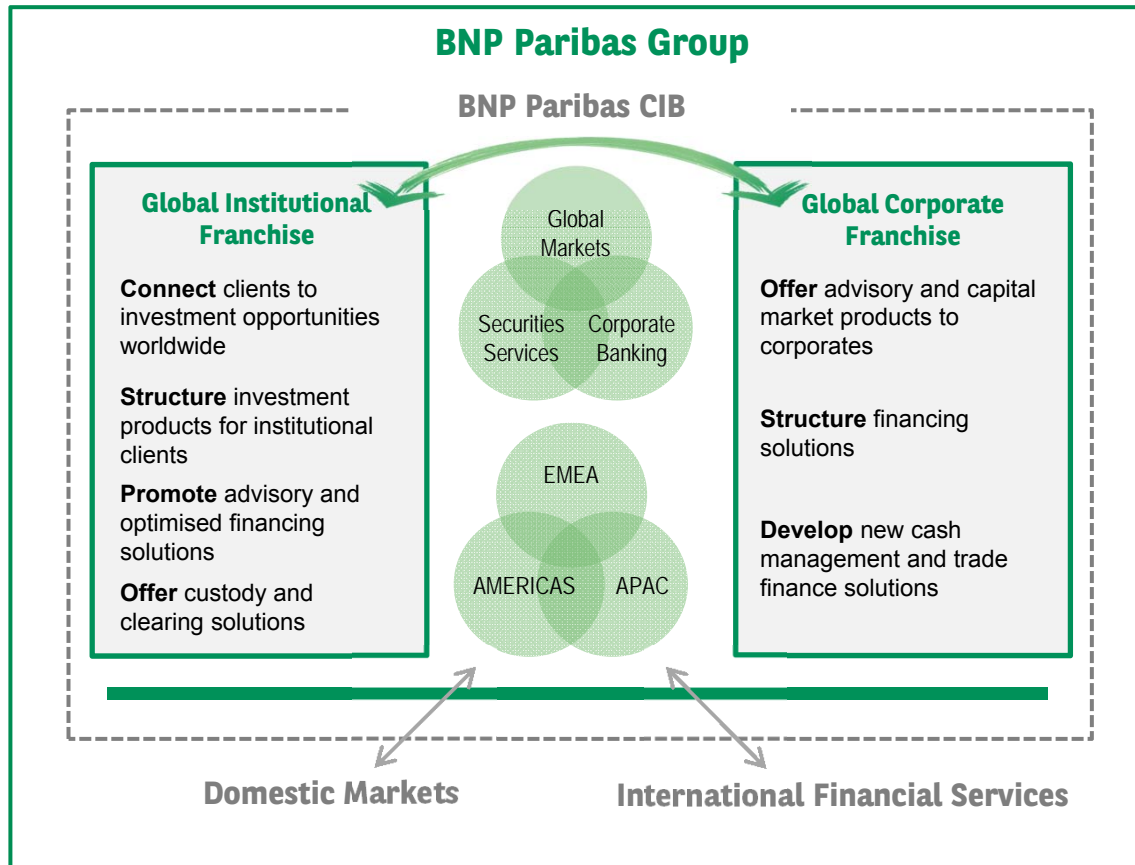 BNP Paribas Group
BNP Paribas CIB
Global Institutional
Franchise
Connect clients to
investment opportunities
worldwide
Structure investment
products for institutional
clients
Promote advisory and
optimised financing
solutions
Offer custody and
clearing solutions
Global
Markets
Securities
Services
Corporate
Banking
EMEA
AMERICAS
APAC
Global Corporate
Franchise
Offer advisory and capital
market products to
corporates
Structure financing
solutions
Develop new cash
management and trade
finance solutions
Domestic Markets
International Financial Services